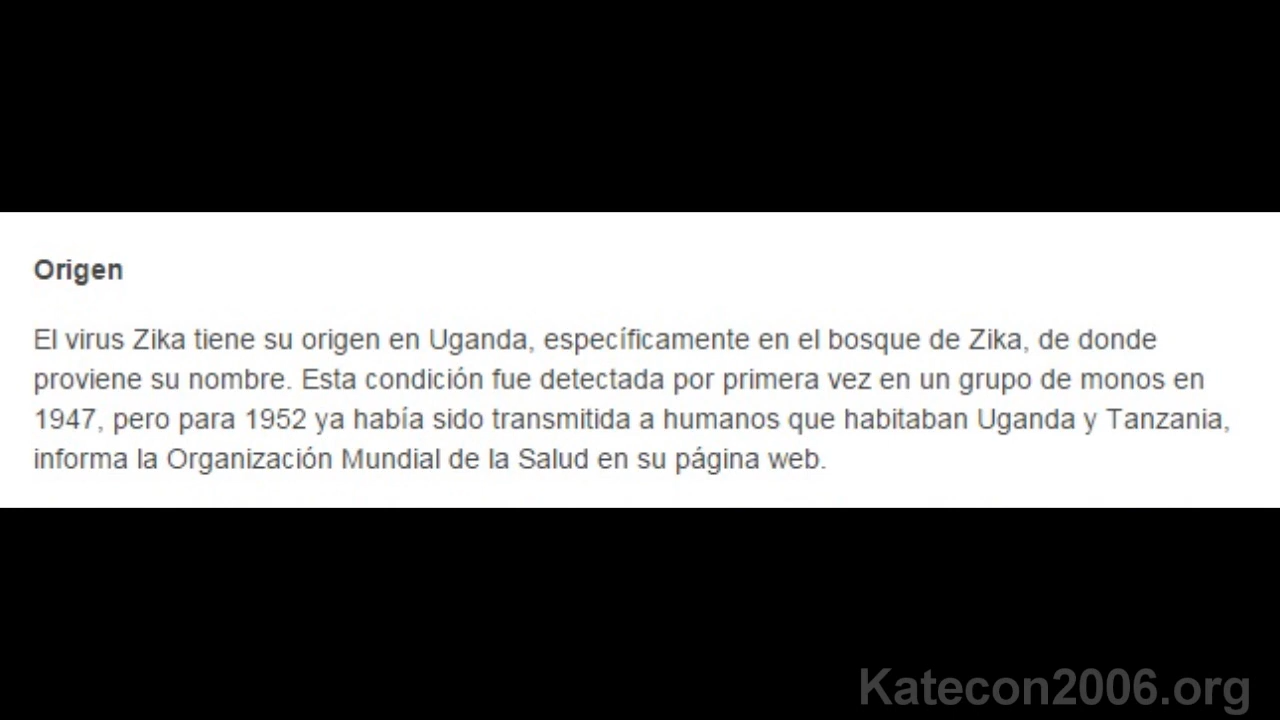 Origen
El virus Zika tiene su origen en Uganda, específicamente en el bosque de Zika, de donde
proviene su nombre. Esta condición fue detectada por primera vez en un grupo de monos en
1947, pero para 1952 ya había sido transmitida a humanos que habitaban Uganda y Tanzania,
informa la Organización Mundial de la Salud en su página web.
Katecon2006.org